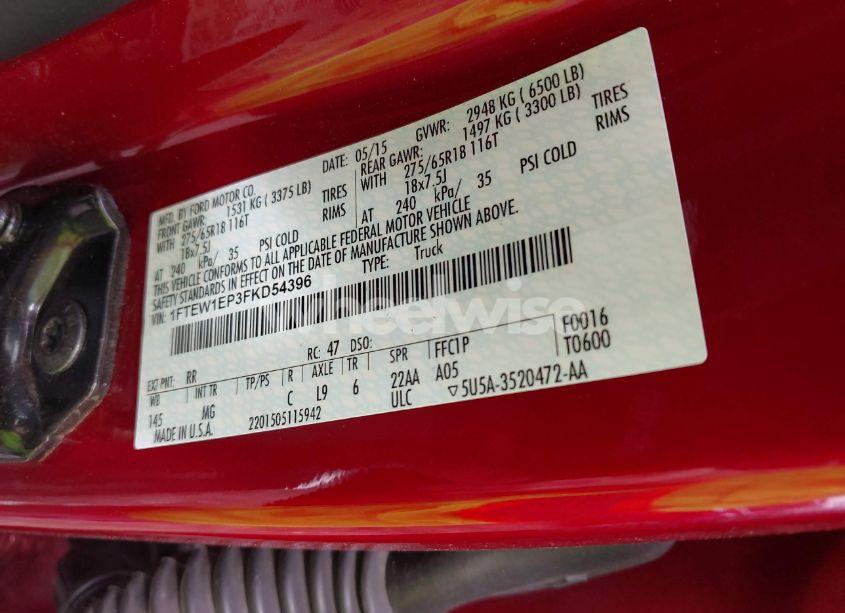 MFD. BY FORD MOTOR CO.
DATE: 05/15 GVWR: 2948 KG ( 6500 LB)
FRONT GAWR: 1531 KG ( 3375 LB) REAR GAWR: 1497 KG ( 3300 LB)
WITH 275/65R18 116T TIRES WITH 275/65R18 116T TIRES
18x7.5J RIMS 18x7.5J RIMS
AT 240 kPa/ 35 PSI COLD AT 240 kPa/ 35 PSI COLD
THIS VEHICLE CONFORMS TO ALL APPLICABLE FEDERAL MOTOR VEHICLE
SAFETY STANDARDS IN EFFECT ON THE DATE OF MANUFACTURE SHOWN ABOVE.
VIN: 1FTEW1EP3FKD54396 TYPE: Truck
wheelwise
F0016
T0600
EXT PNT: RR RC: 47 DSO:
WB INT TR TP/PS R AXLE TR SPR FFC1P
145 MG C L9 6 22AA A05
MADE IN U.S.A. 2201505115942 ULC ▽5U5A-3520472-AA